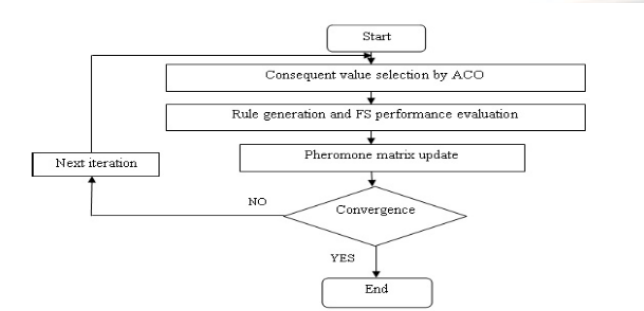 Start
Consequent value selection by ACO
Rule generation and FS performance evaluation
Pheromone matrix update
Next iteration
NO
Convergence
YES
End